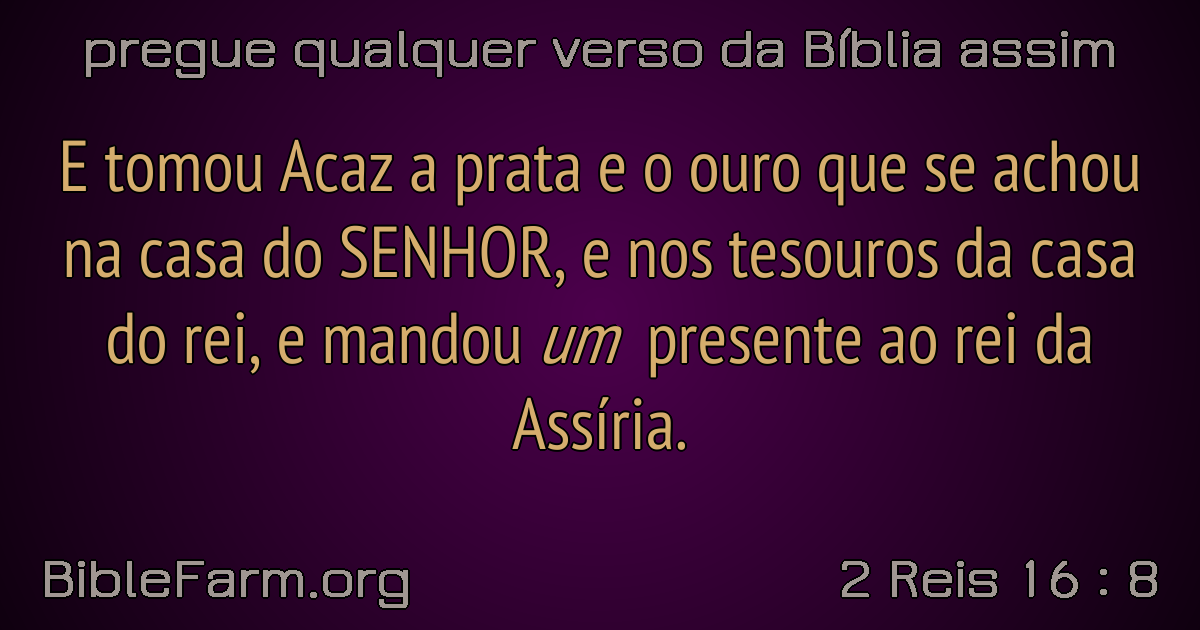 pregue qualquer verso da Bíblia assim
E tomou Acaz a prata e o ouro que se achou
na casa do SENHOR, e nos tesouros da casa
do rei, e mandou um presente ao rei da
Assíria.
BibleFarm.org
2 Reis 16 : 8